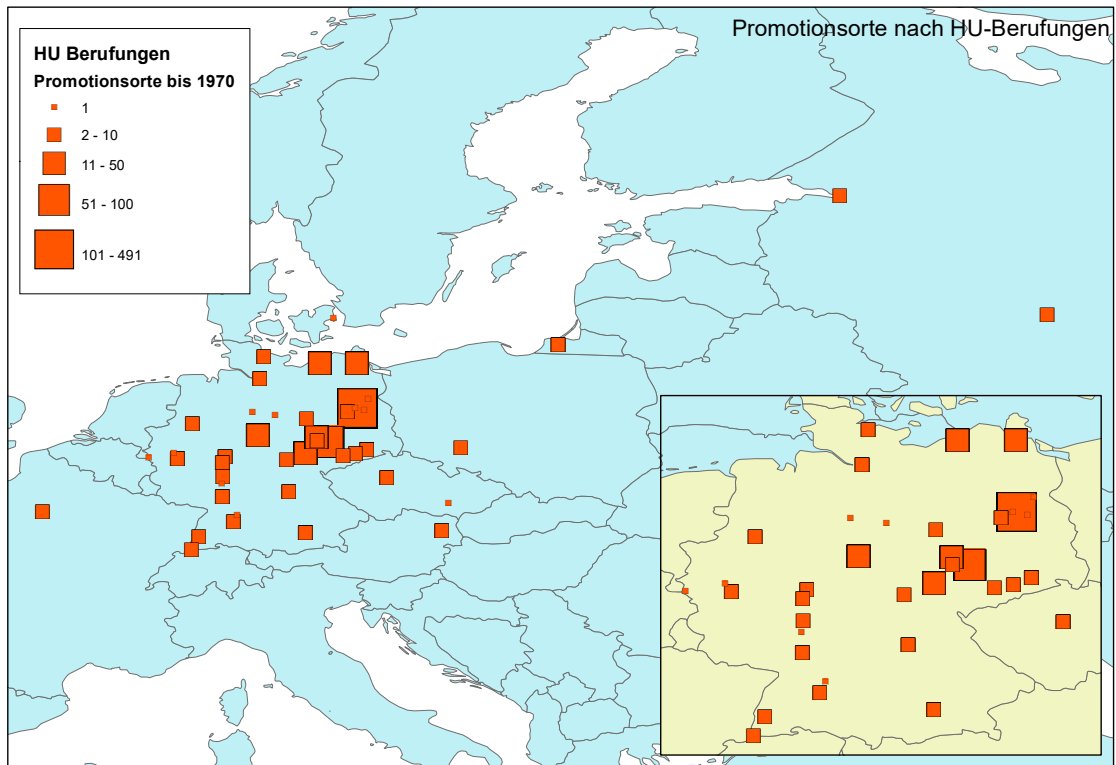 Promotionsorte nach HU-Berufungen
HU Berufungen
Promotionsorte bis 1970
1
2 - 10
11 - 50
51 - 100
101 - 491